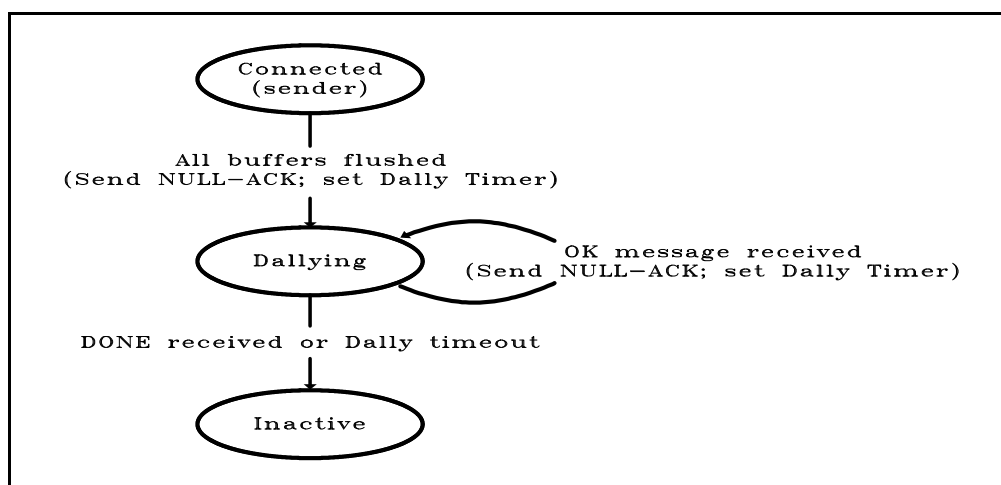 Connected
(sender)
All buffers flushed
(Send NULL-ACK; set Dally Timer)
Dallying
OK message received
(Send NULL-ACK; set Dally Timer)
DONE received or Dally timeout
Inactive